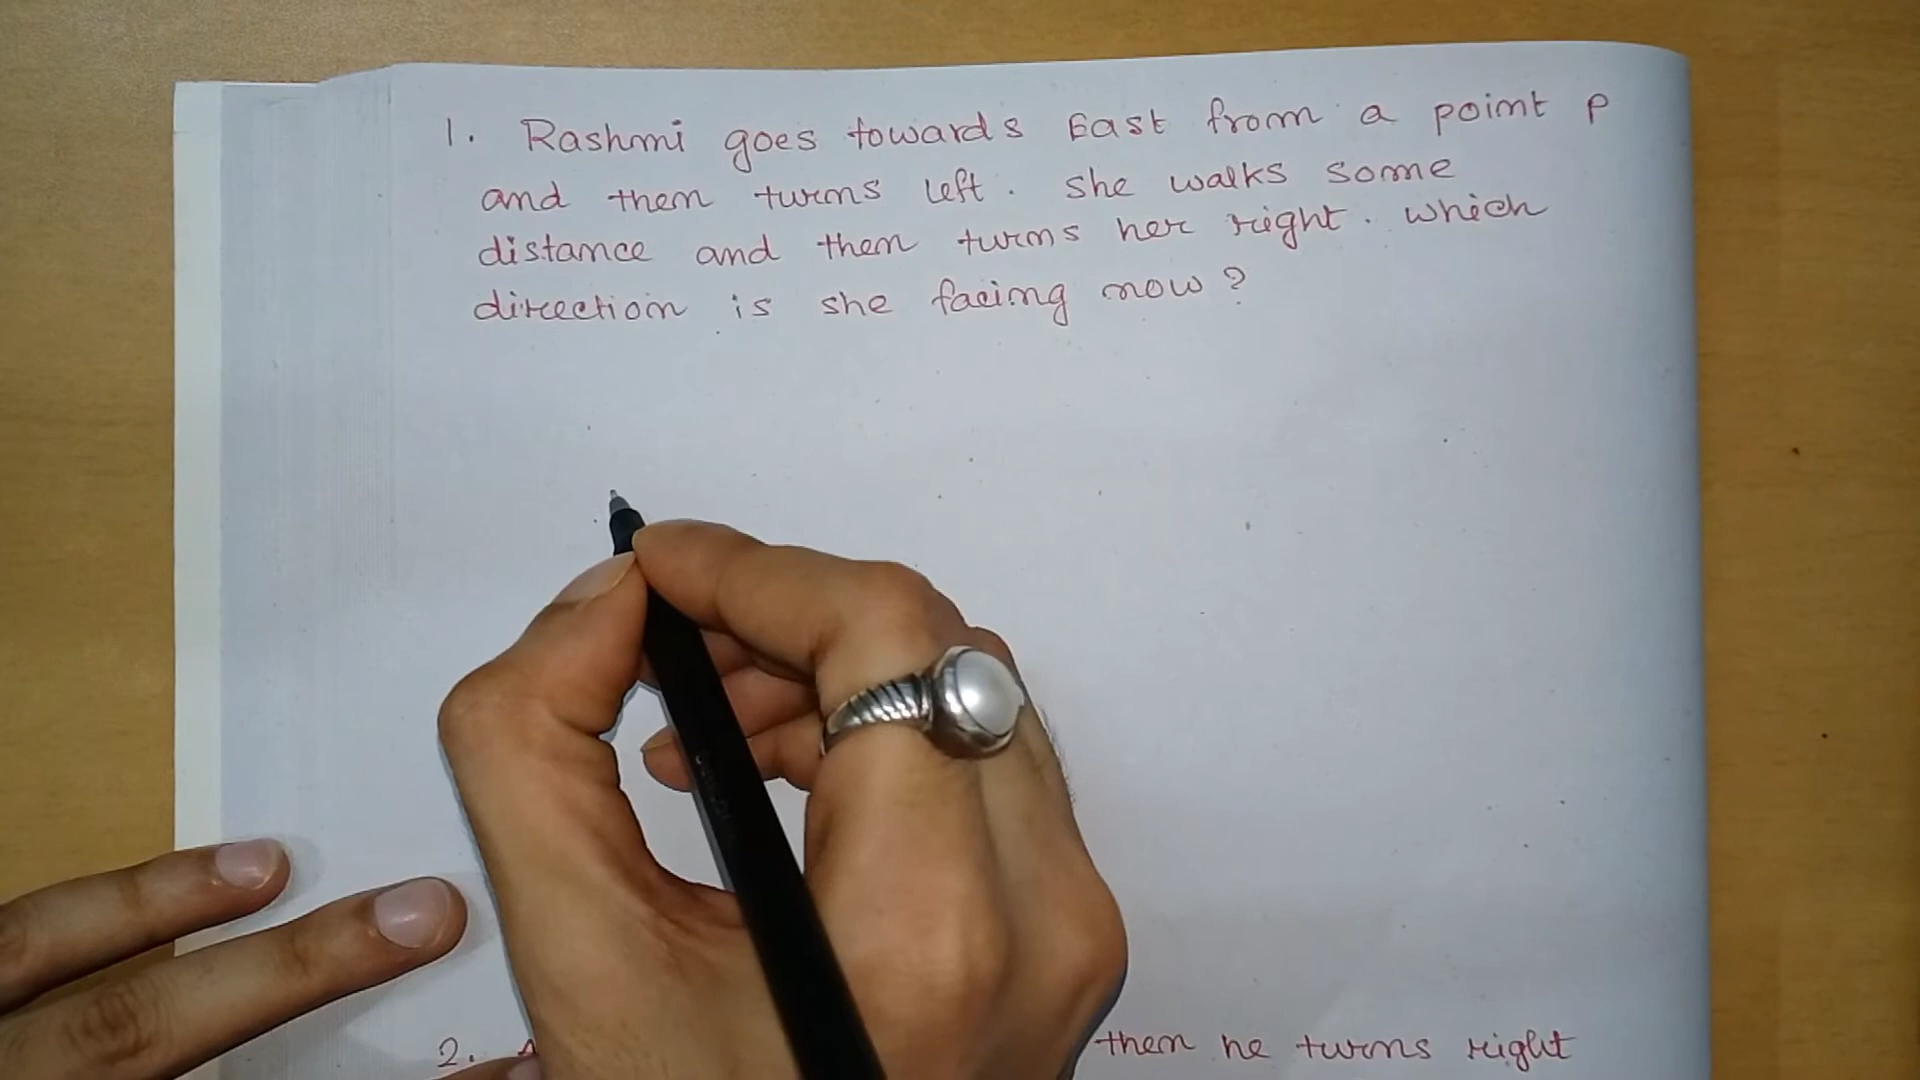 1. Rashmi goes towards East from a point P
and then turns left. She walks some
distance and then turns her right. which
direction is she facing now?
2. then he turns right